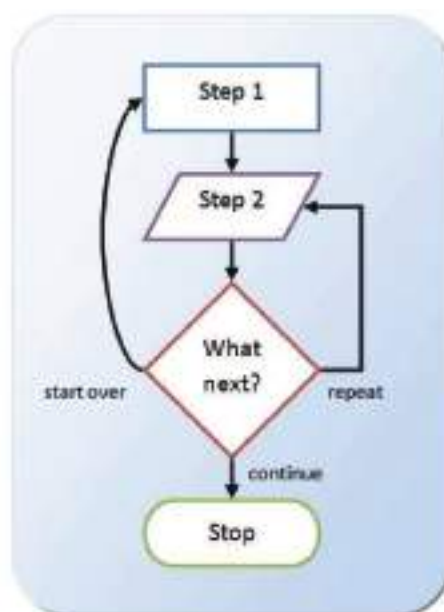 Step 1
Step 2
What
next?
start over
repeat
continue
Stop